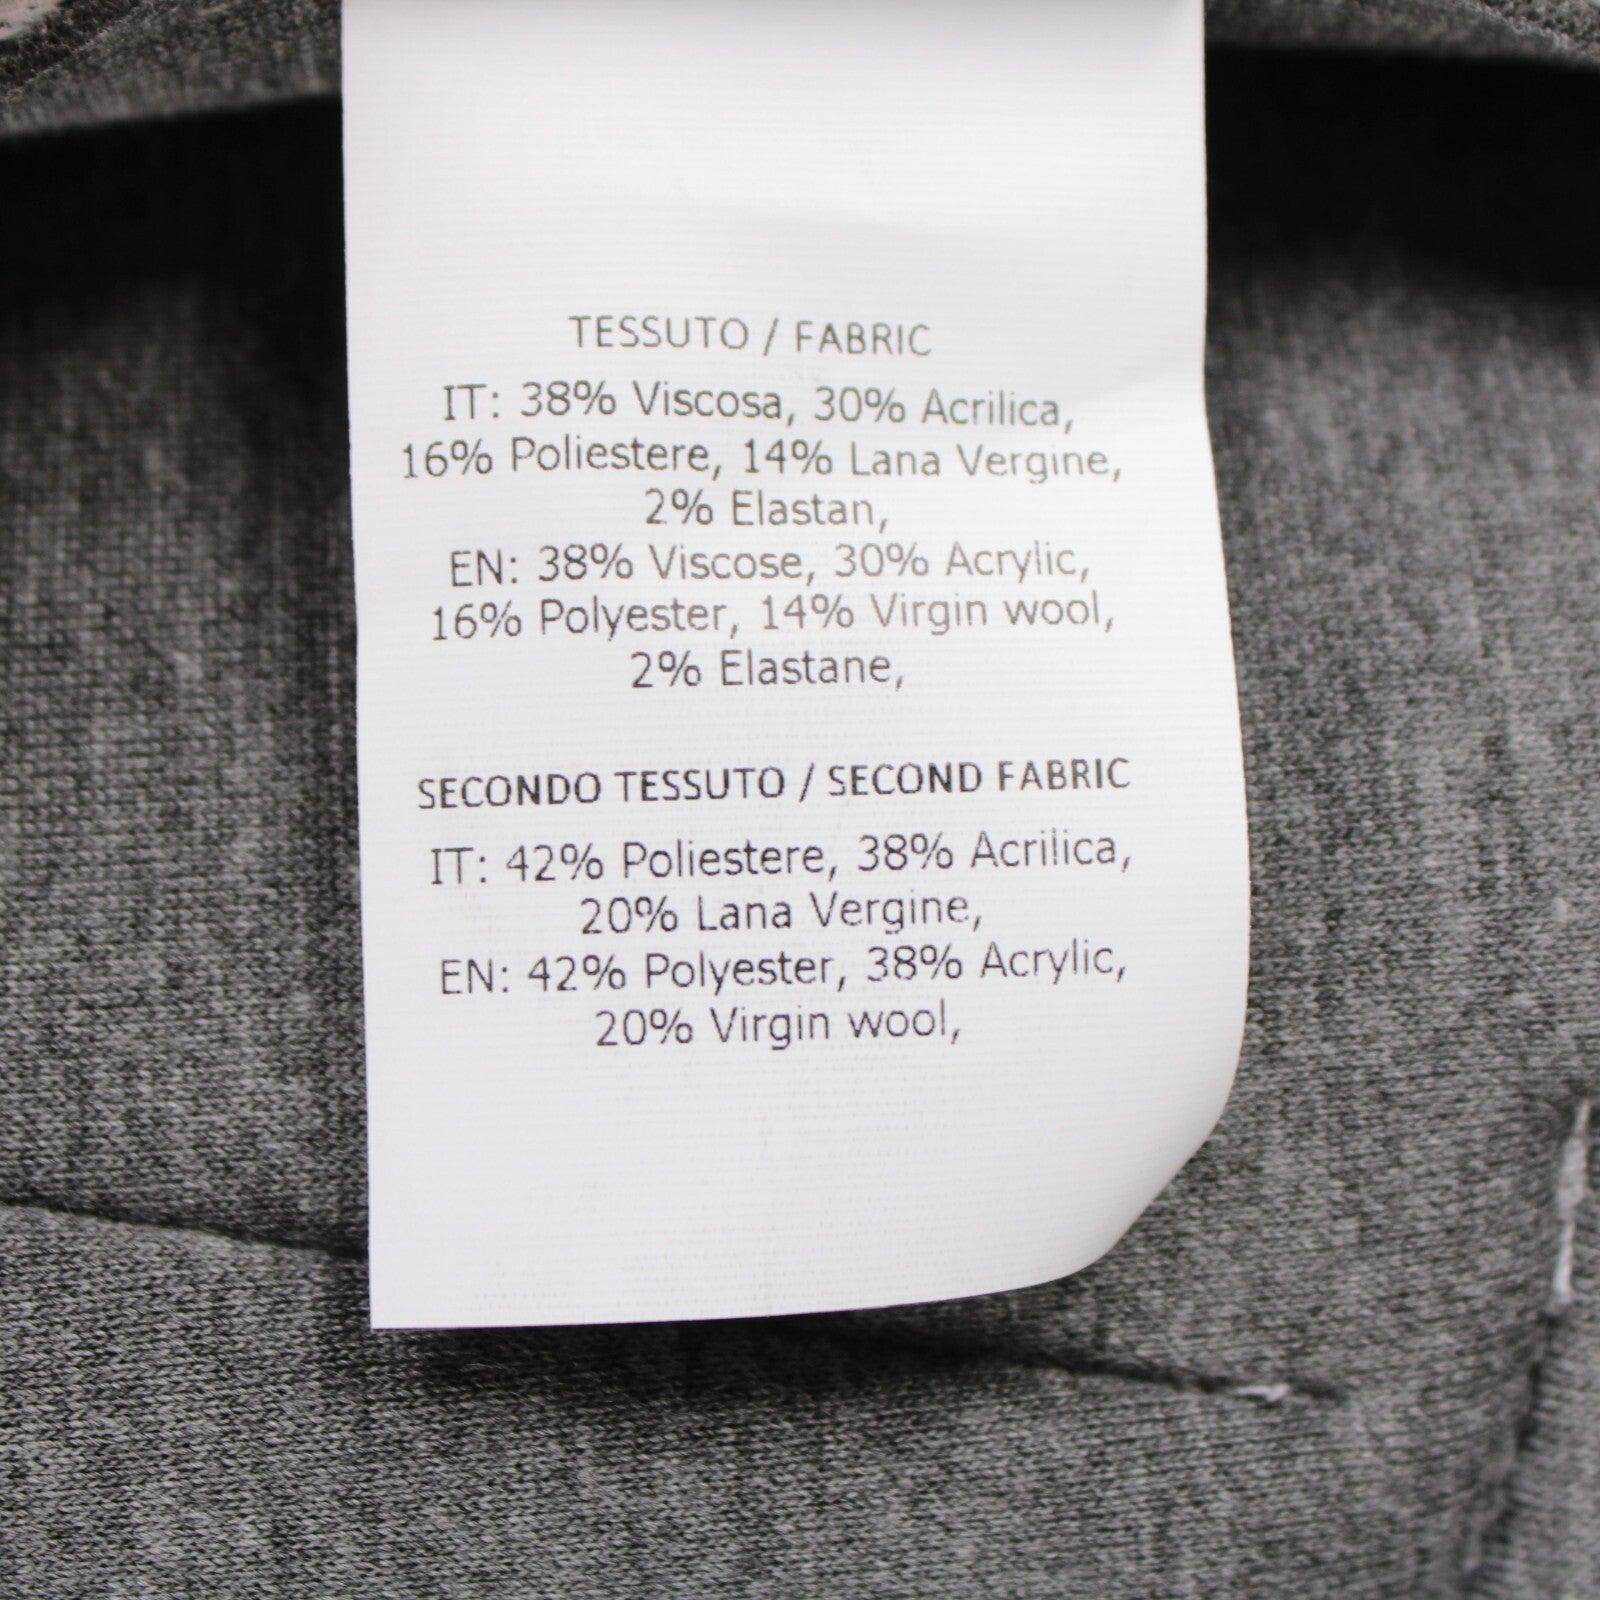 TESSUTO / FABRIC
IT: 38% Viscosa, 30% Acrilica,
16% Poliestere, 14% Lana Vergine,
2% Elastan,
EN: 38% Viscose, 30% Acrylic,
16% Polyester, 14% Virgin wool,
2% Elastane,
SECONDO TESSUTO / SECOND FABRIC
IT: 42% Poliestere, 38% Acrilica,
20% Lana Vergine,
EN: 42% Polyester, 38% Acrylic,
20% Virgin wool,